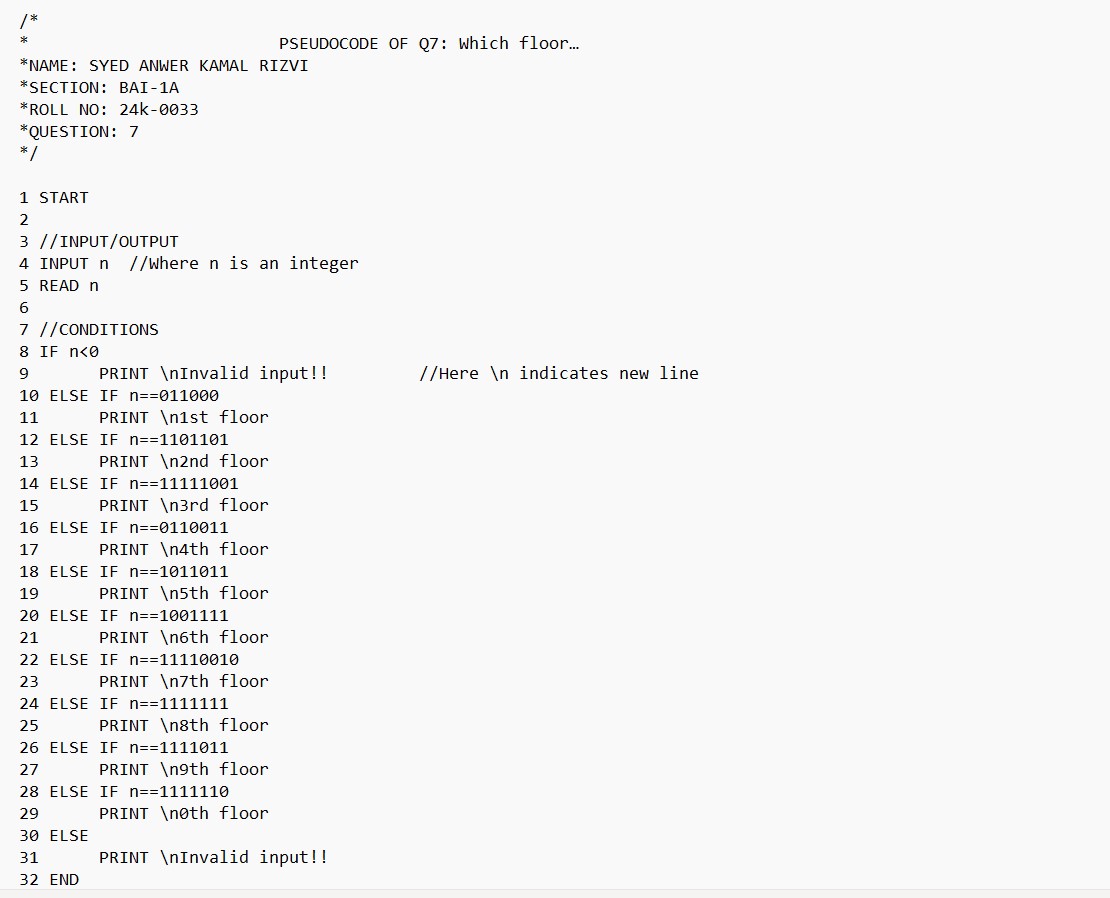 /*
* PSEUDOCODE OF Q7: Which floor…
*NAME: SYED ANWER KAMAL RIZVI
*SECTION: BAI-1A
*ROLL NO: 24k-0033
*QUESTION: 7
*/
1 START
2
3 //INPUT/OUTPUT
4 INPUT n  //Where n is an integer
5 READ n
6
7 //CONDITIONS
8 IF n<0
9       PRINT \nInvalid input!!         //Here \n indicates new line
10 ELSE IF n==011000
11      PRINT \n1st floor
12 ELSE IF n==1101101
13      PRINT \n2nd floor
14 ELSE IF n==11111001
15      PRINT \n3rd floor
16 ELSE IF n==0110011
17      PRINT \n4th floor
18 ELSE IF n==1011011
19      PRINT \n5th floor
20 ELSE IF n==1001111
21      PRINT \n6th floor
22 ELSE IF n==11110010
23      PRINT \n7th floor
24 ELSE IF n==1111111
25      PRINT \n8th floor
26 ELSE IF n==1111011
27      PRINT \n9th floor
28 ELSE IF n==1111110
29      PRINT \n0th floor
30 ELSE
31      PRINT \nInvalid input!!
32 END